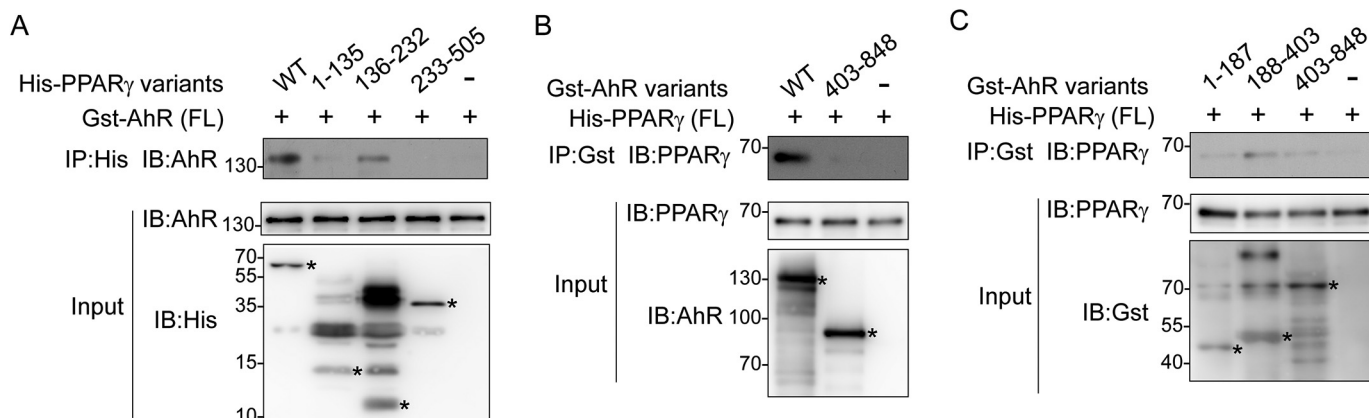 A
His-PPARγ variants WT 1-135 136-232 233-505 -
Gst-AhR (FL) + + + + +
IP:His IB:AhR 130-
IB:AhR 130-
Input
IB:His
70-
55-
35-
15-
10
*
*
*
*
B
Gst-AhR variants WT 403-848 -
His-PPARγ (FL) + + +
IP:Gst IB:PPARγ 70-
IB:PPARγ 70-
Input
IB:AhR
130-
100-
70-
*
*
C
Gst-AhR variants 1-187 188-403 403-848 -
His-PPARγ (FL) + + + +
IP:Gst IB:PPARγ 70-
IB:PPARγ 70-
Input
IB:Gst
70-
55-
40-
*
*
*